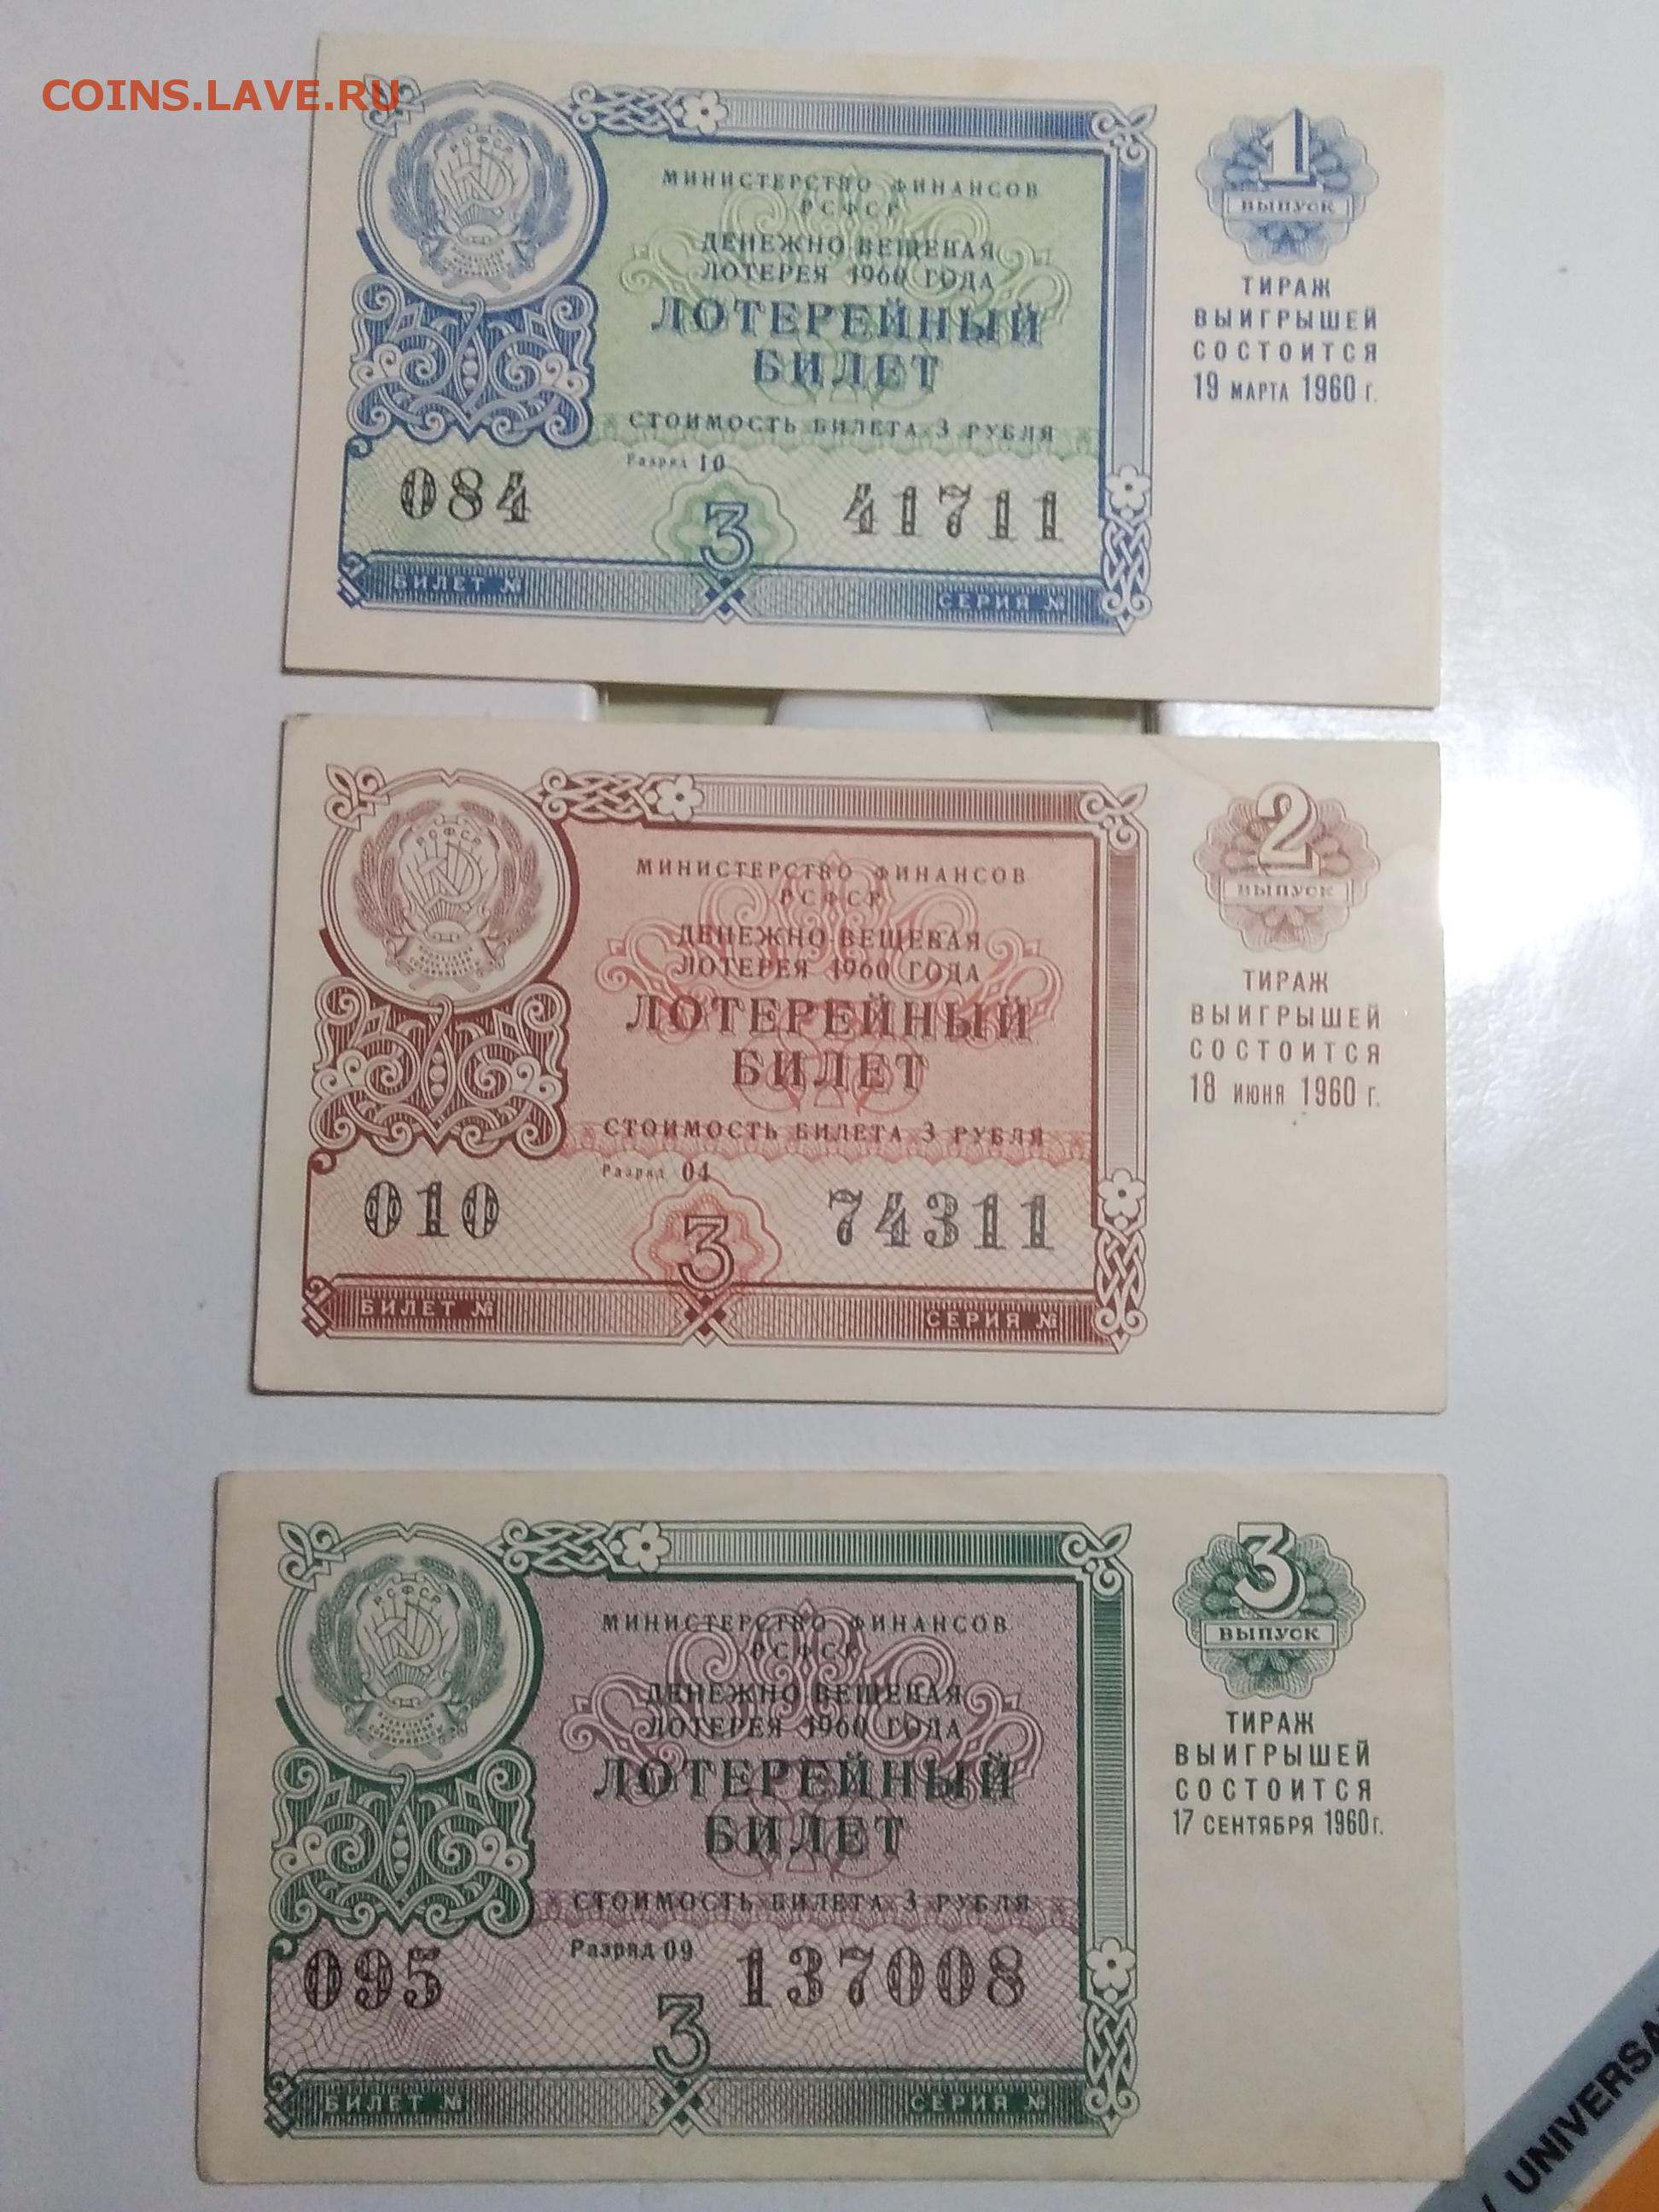 COINS.LAVE.RU
РСФСР
МИНИСТЕРСТВО ФИНАНСОВ
РСФСР
ДЕНЕЖНО-ВЕЩЕВАЯ
ЛОТЕРЕЯ 1960 ГОДА
ЛОТЕРЕЙНЫЙ
БИЛЕТ
СТОИМОСТЬ БИЛЕТА 3 РУБЛЯ
Разряд 10
084
3
41711
БИЛЕТ №
СЕРИЯ №
1
ВЫПУСК
ТИРАЖ
ВЫИГРЫШЕЙ
СОСТОИТСЯ
19 МАРТА 1960 г.
РСФСР
МИНИСТЕРСТВО ФИНАНСОВ
РСФСР
ДЕНЕЖНО-ВЕЩЕВАЯ
ЛОТЕРЕЯ 1960 ГОДА
ЛОТЕРЕЙНЫЙ
БИЛЕТ
СТОИМОСТЬ БИЛЕТА 3 РУБЛЯ
Разряд 04
010
3
74311
БИЛЕТ №
СЕРИЯ №
2
ВЫПУСК
ТИРАЖ
ВЫИГРЫШЕЙ
СОСТОИТСЯ
18 ИЮНЯ 1960 г.
РСФСР
МИНИСТЕРСТВО ФИНАНСОВ
РСФСР
ДЕНЕЖНО-ВЕЩЕВАЯ
ЛОТЕРЕЯ 1960 ГОДА
ЛОТЕРЕЙНЫЙ
БИЛЕТ
СТОИМОСТЬ БИЛЕТА 3 РУБЛЯ
Разряд 09
095
3
137008
БИЛЕТ №
СЕРИЯ №
3
ВЫПУСК
ТИРАЖ
ВЫИГРЫШЕЙ
СОСТОИТСЯ
17 СЕНТЯБРЯ 1960 г.